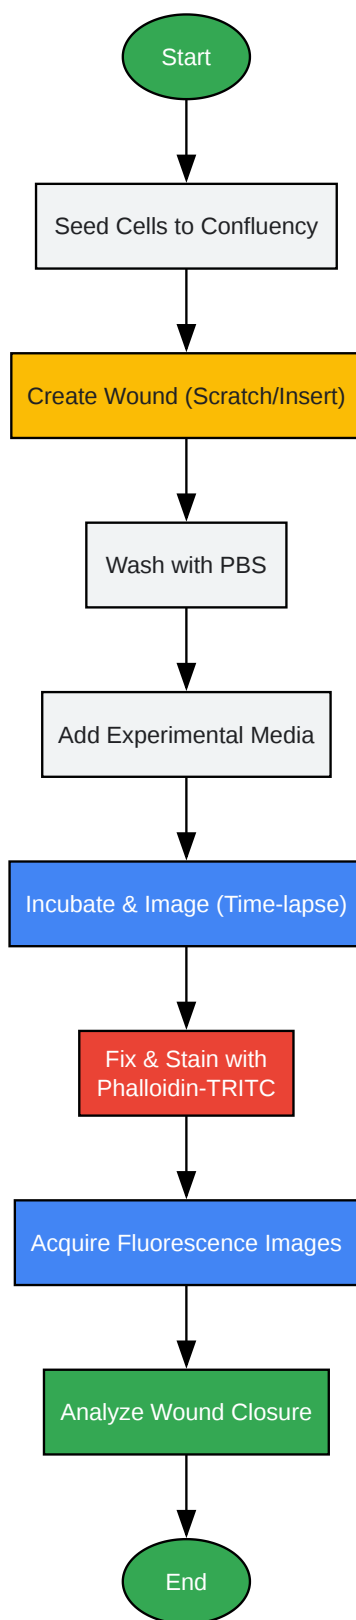 Start
Seed Cells to Confluency
Create Wound (Scratch/Insert)
Wash with PBS
Add Experimental Media
Incubate & Image (Time-lapse)
Fix & Stain with
Phalloidin-TRITC
Acquire Fluorescence Images
Analyze Wound Closure
End